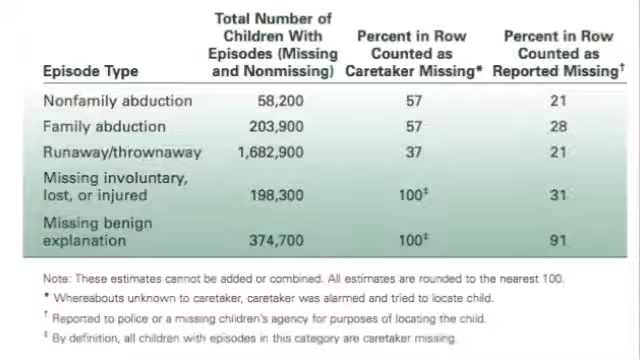 Total Number of
Children With Percent in Row Percent in Row
Episodes (Missing Counted as Counted as
Episode Type and Nonmissing) Caretaker Missing* Reported Missing†
Nonfamily abduction 58,200 57 21
Family abduction 203,900 57 28
Runaway/thrownaway 1,682,900 37 21
Missing involuntary,
lost, or injured 198,300 100‡ 31
Missing benign
explanation 374,700 100‡ 91
Note: These estimates cannot be added or combined. All estimates are rounded to the nearest 100.
* Whereabouts unknown to caretaker, caretaker was alarmed and tried to locate child.
† Reported to police or a missing children's agency for purposes of locating the child.
‡ By definition, all children with episodes in this category are caretaker missing.